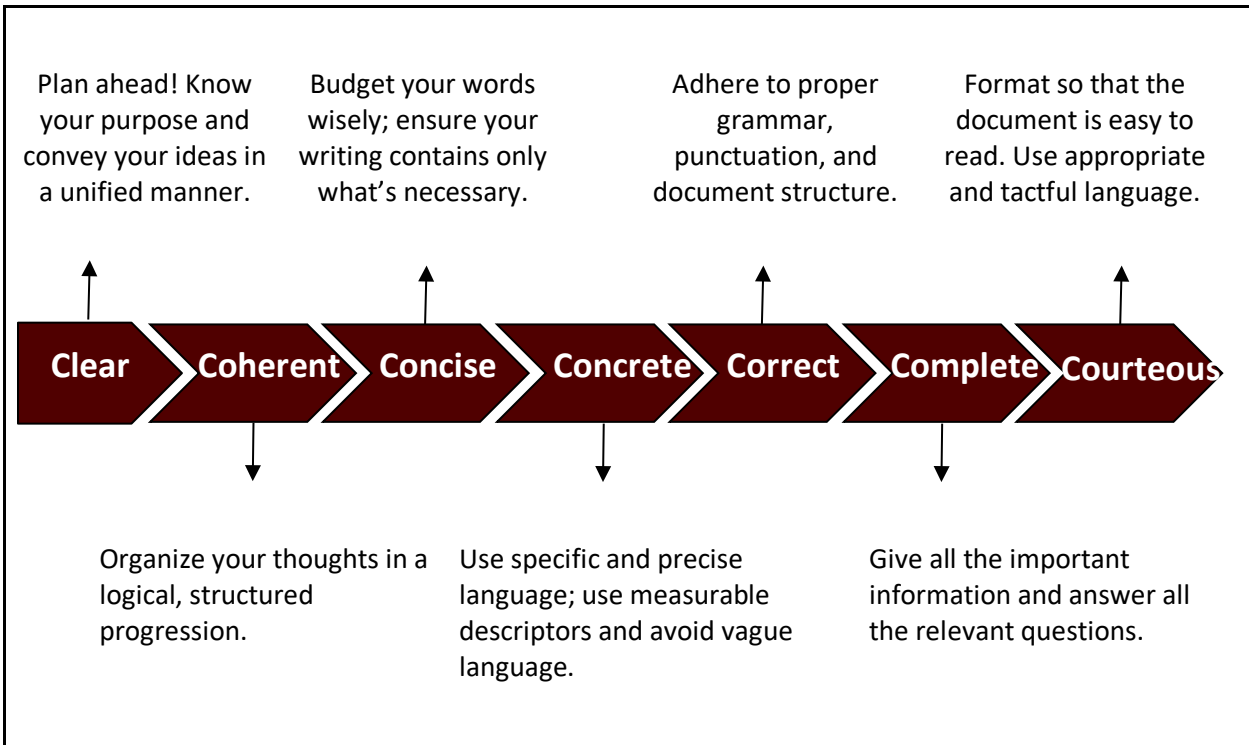 Plan ahead! Know
your purpose and
convey your ideas in
a unified manner.
Budget your words
wisely; ensure your
writing contains only
what’s necessary.
Adhere to proper
grammar,
punctuation, and
document structure.
Format so that the
document is easy to
read. Use appropriate
and tactful language.
Clear
Coherent
Concise
Concrete
Correct
Complete
Courteous
Organize your thoughts in a
logical, structured
progression.
Use specific and precise
language; use measurable
descriptors and avoid vague
language.
Give all the important
information and answer all
the relevant questions.